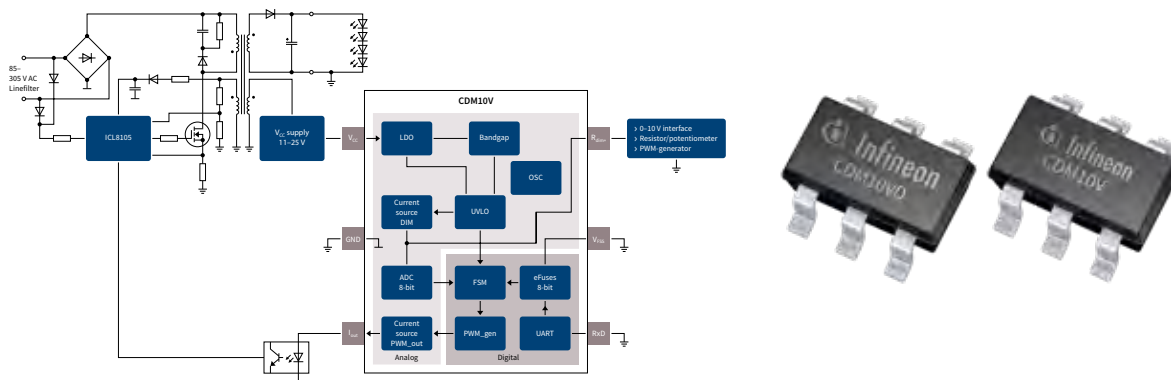 85–
305 V AC
Linefilter
ICL8105
VCC supply
11–25 V
CDM10V
VCC
LDO
Bandgap
Rdim+
> 0–10 V interface
> Resistor/potentiometer
> PWM-generator
OSC
Current
source
DIM
UVLO
GND
ADC
8-bit
FSM
eFuses
8-bit
Iout
Current
source
PWM_out
PWM_gen
UART
RxD
Analog
Digital
Infineon
CDM10VD
Infineon
CDM10V